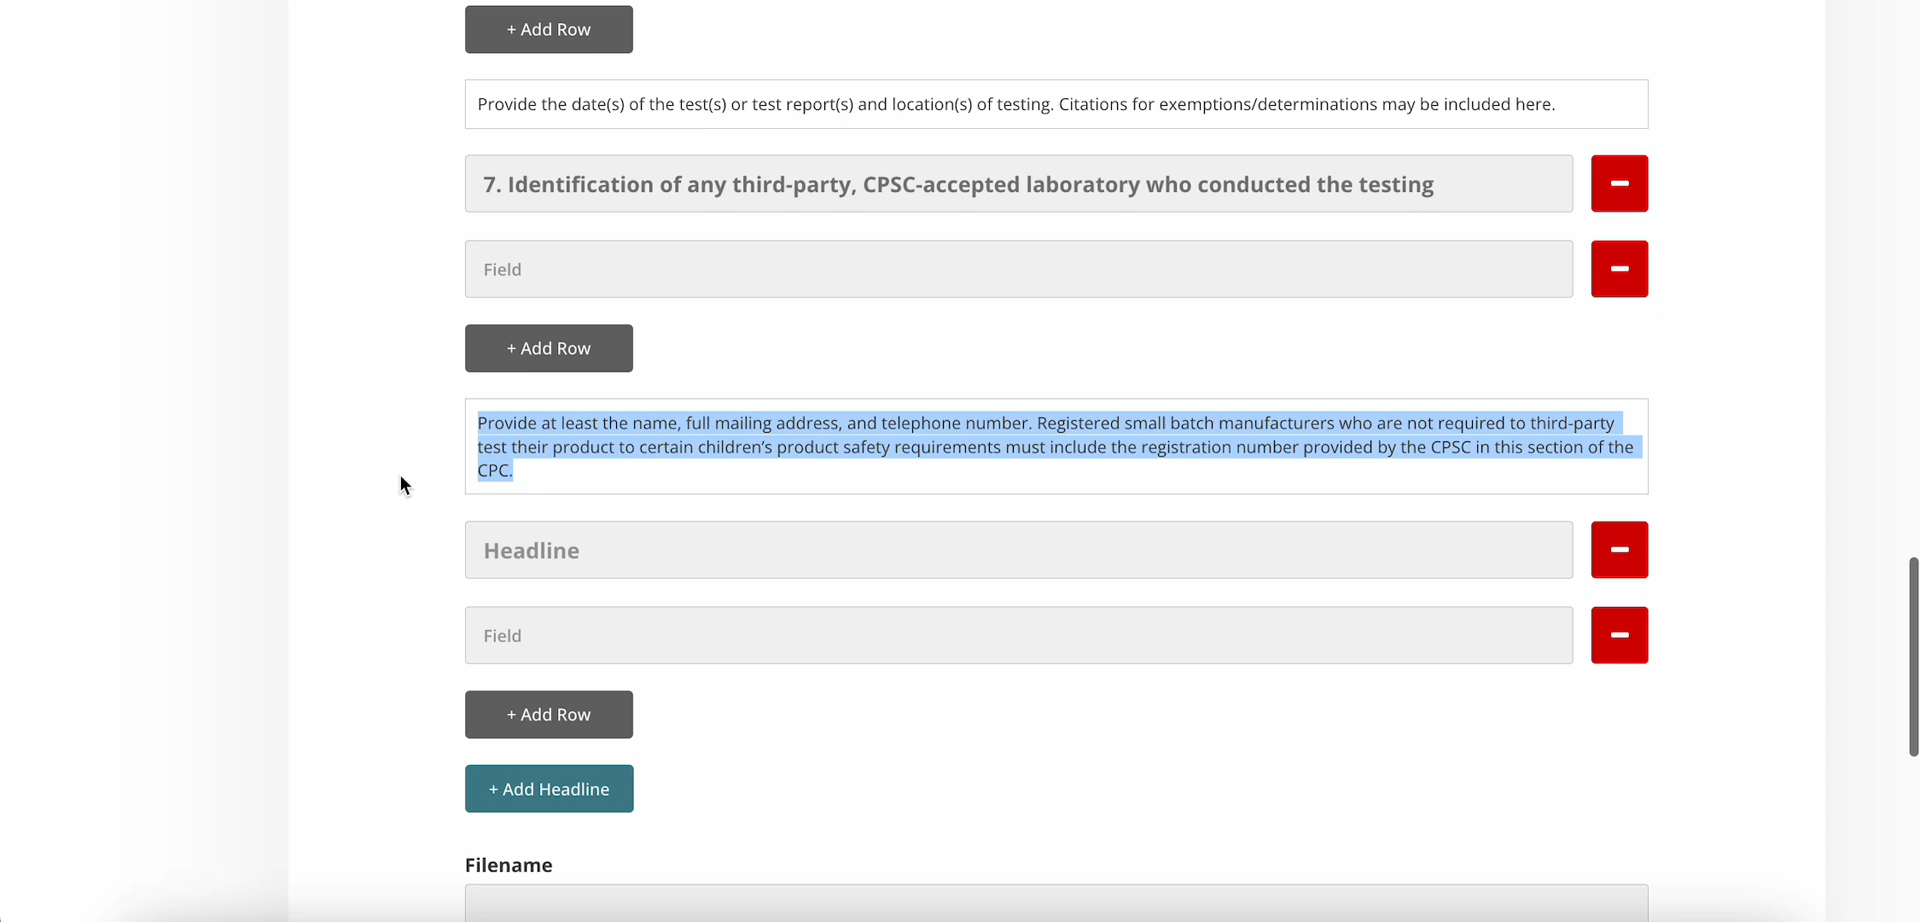 + Add Row
Provide the date(s) of the test(s) or test report(s) and location(s) of testing. Citations for exemptions/determinations may be included here.
7. Identification of any third-party, CPSC-accepted laboratory who conducted the testing
Field
+ Add Row
Provide at least the name, full mailing address, and telephone number. Registered small batch manufacturers who are not required to third-party
test their product to certain children’s product safety requirements must include the registration number provided by the CPSC in this section of the
CPC.
Headline
Field
+ Add Row
+ Add Headline
Filename